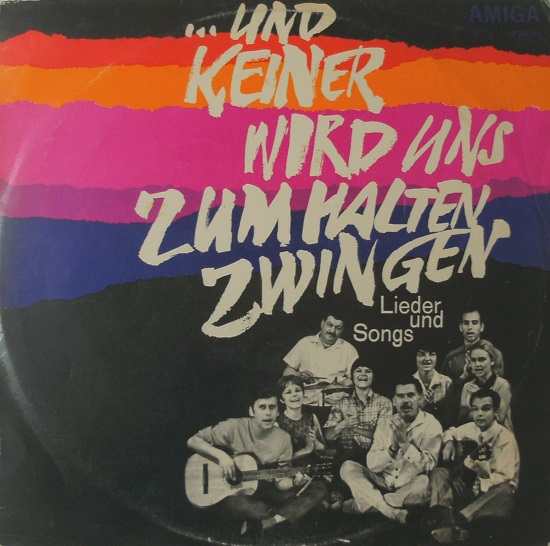 AMIGA
... UND
KEINER
WIRD UNS
ZUM HALTEN
ZWINGEN
Lieder
und
Songs